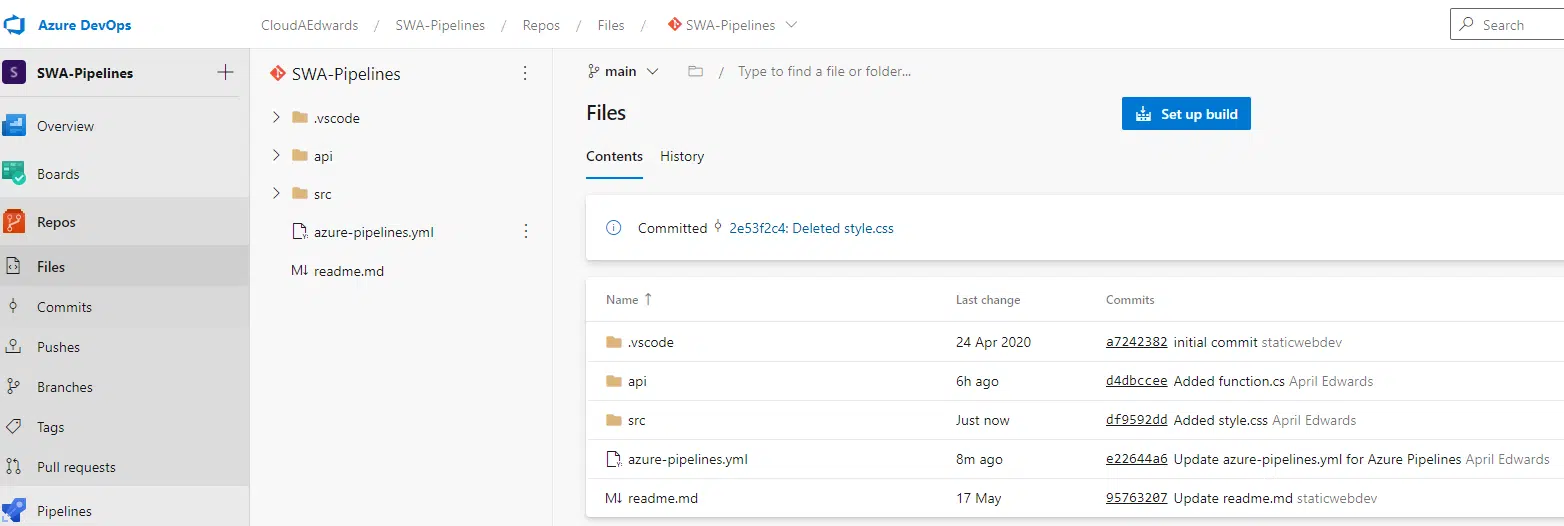 Azure DevOps
CloudAEdwards / SWA-Pipelines / Repos / Files / SWA-Pipelines
Search
S SWA-Pipelines
Overview
Boards
Repos
Files
Commits
Pushes
Branches
Tags
Pull requests
Pipelines
SWA-Pipelines
.vscode
api
src
azure-pipelines.yml
M↓ readme.md
main / Type to find a file or folder...
Files
Set up build
Contents History
Committed 2e53f2c4: Deleted style.css
Name ↑ Last change Commits
.vscode 24 Apr 2020 a7242382 initial commit staticwebdev
api 6h ago d4dbccee Added function.cs April Edwards
src Just now df9592dd Added style.css April Edwards
azure-pipelines.yml 8m ago e22644a6 Update azure-pipelines.yml for Azure Pipelines April Edwards
M↓ readme.md 17 May 95763207 Update readme.md staticwebdev